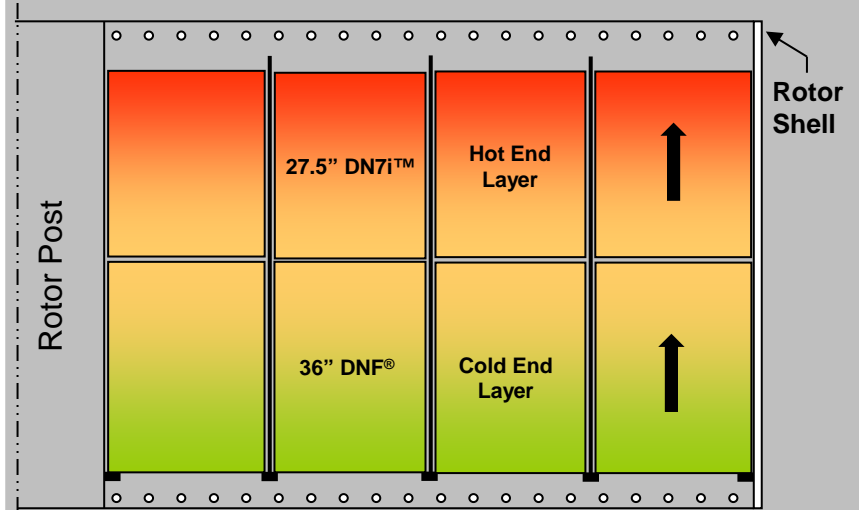 Rotor
Shell
27.5” DN7i™
Hot End
Layer
Rotor Post
36” DNF®
Cold End
Layer